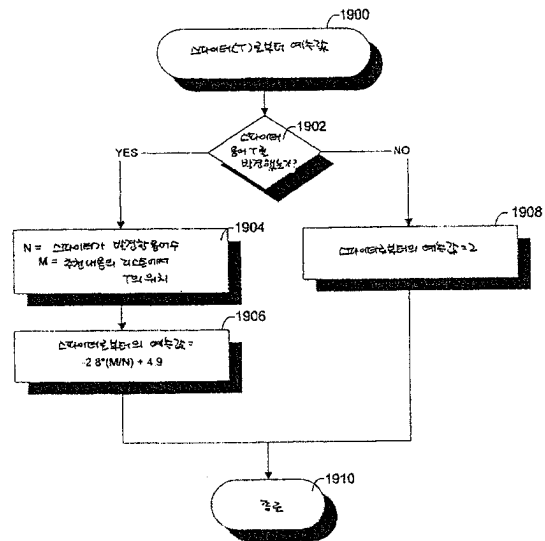 1900
스파이더(T)로부터 예측값
1902
스파이더
용어 T를
발견했는가?
YES
NO
1904
N = 스파이더가 발견한 용어수
M = 추천내용의 리스트에서
T의 위치
1908
스파이더로부터의 예측값=2
1906
스파이더로부터의 예측값=
-2.8*(M/N) + 4.9
1910
종료